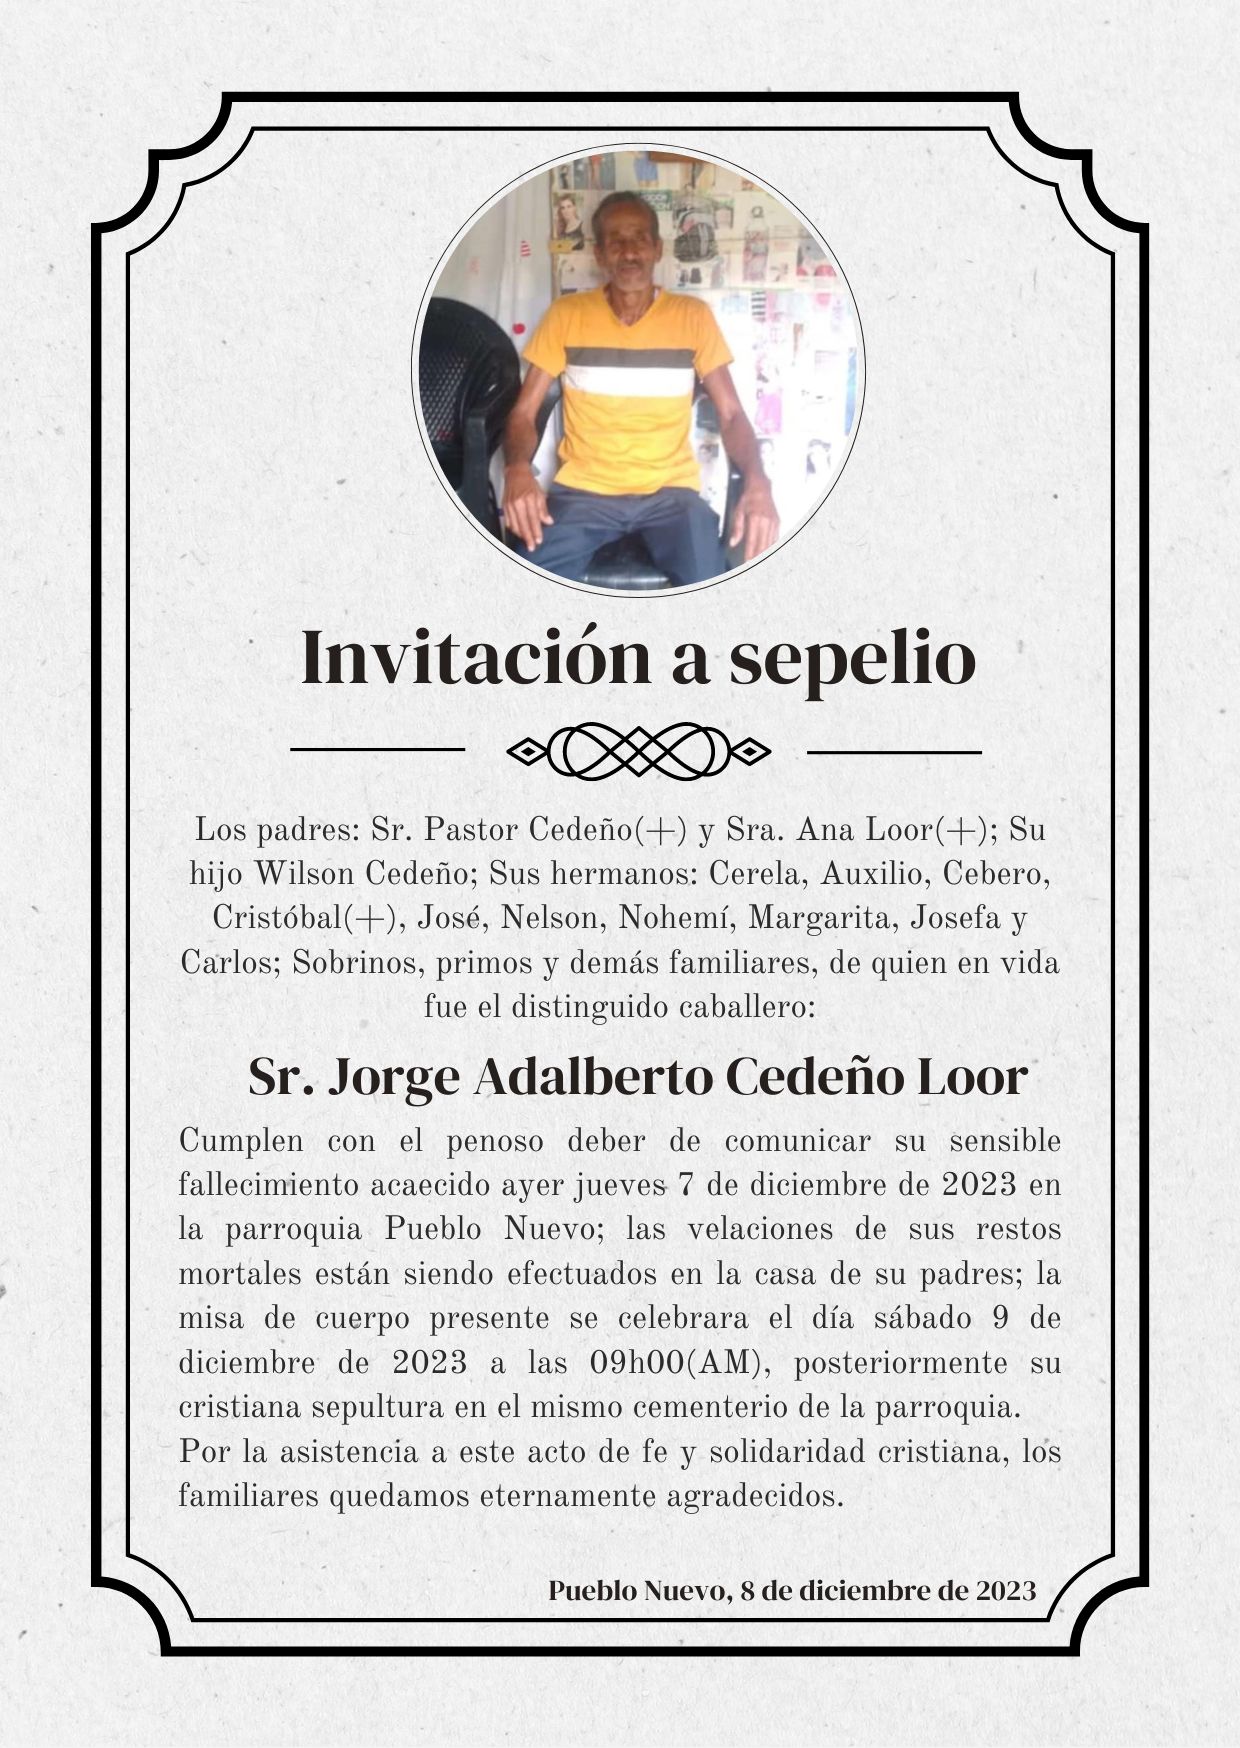 Invitación a sepelio
Los padres: Sr. Pastor Cedeño(+) y Sra. Ana Loor(+); Su
hijo Wilson Cedeño; Sus hermanos: Cerela, Auxilio, Cebero,
Cristóbal(+), José, Nelson, Nohemí, Margarita, Josefa y
Carlos; Sobrinos, primos y demás familiares, de quien en vida
fue el distinguido caballero:
Sr. Jorge Adalberto Cedeño Loor
Cumplen con el penoso deber de comunicar su sensible
fallecimiento acaecido ayer jueves 7 de diciembre de 2023 en
la parroquia Pueblo Nuevo; las velaciones de sus restos
mortales están siendo efectuados en la casa de su padres; la
misa de cuerpo presente se celebrara el día sábado 9 de
diciembre de 2023 a las 09h00(AM), posteriormente su
cristiana sepultura en el mismo cementerio de la parroquia.
Por la asistencia a este acto de fe y solidaridad cristiana, los
familiares quedamos eternamente agradecidos.
Pueblo Nuevo, 8 de diciembre de 2023